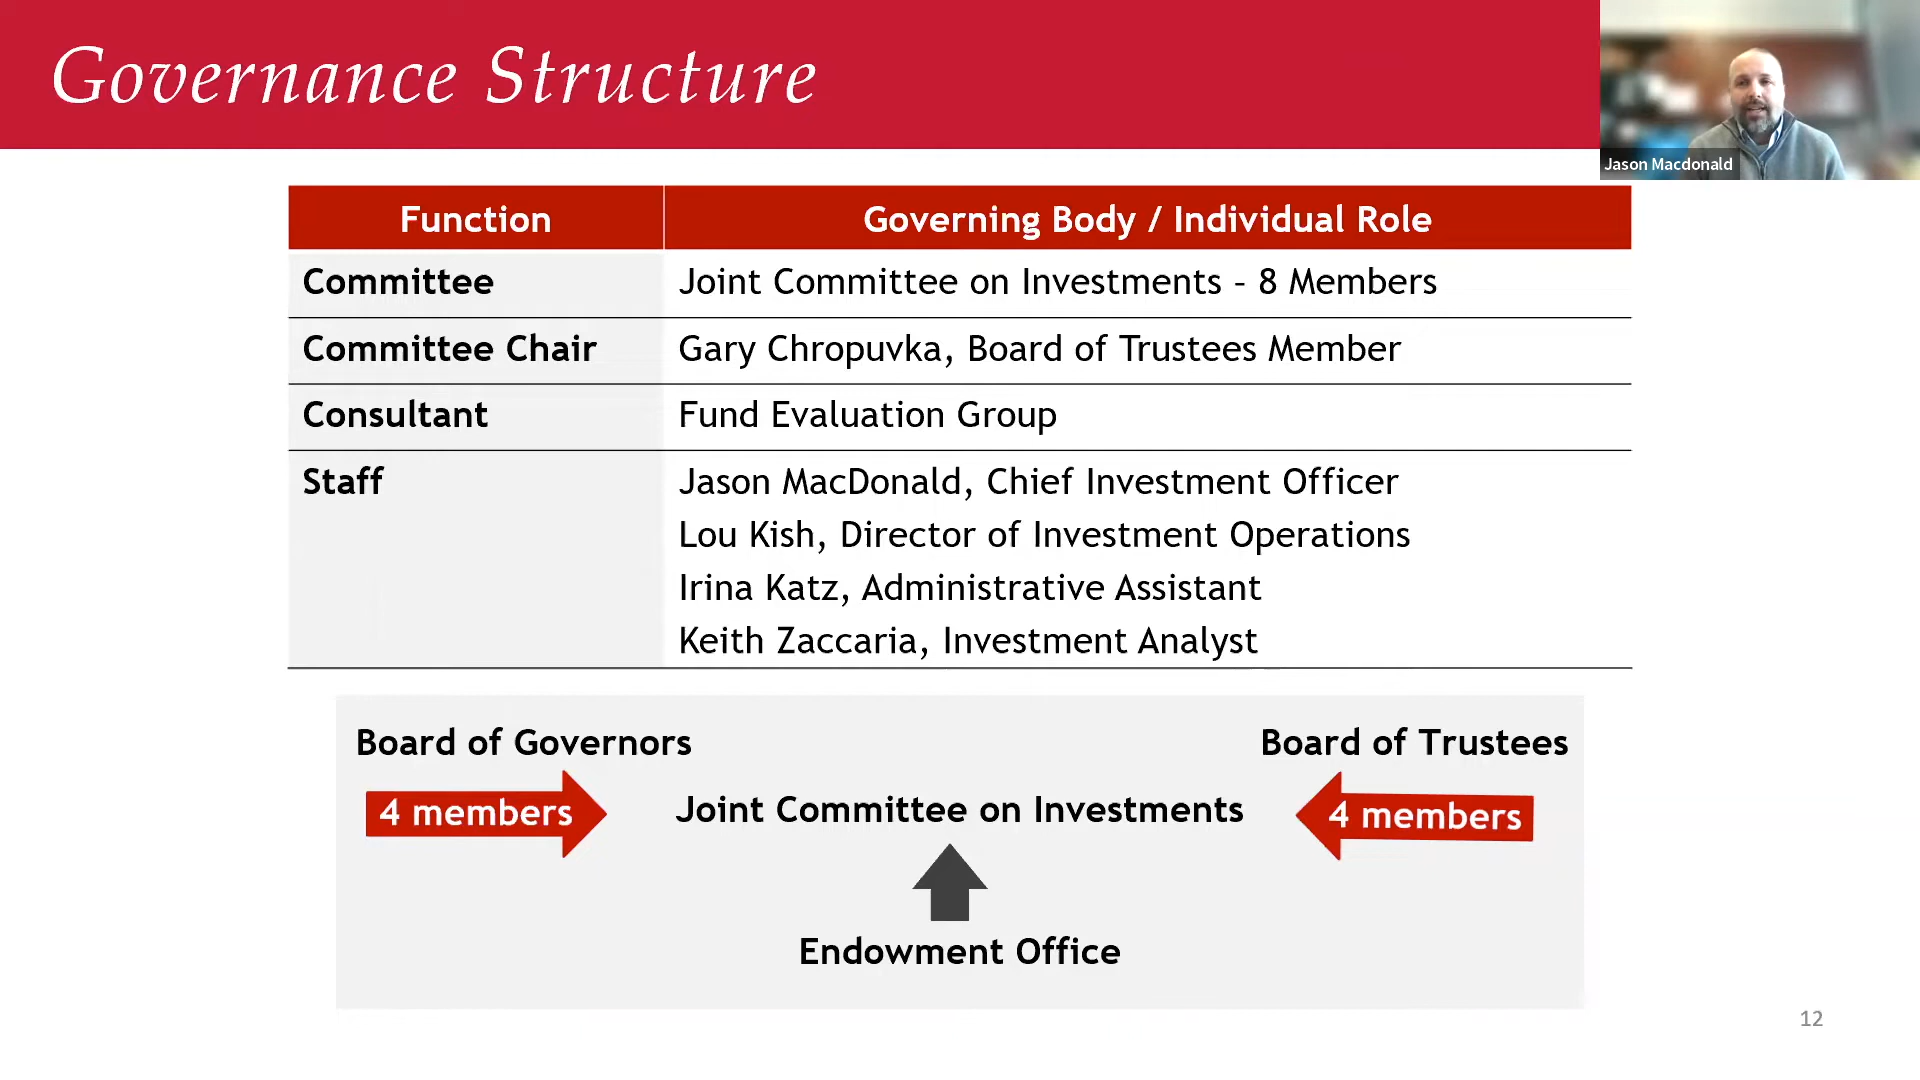 Governance Structure
Jason Macdonald
Function Governing Body / Individual Role
Committee Joint Committee on Investments – 8 Members
Committee Chair Gary Chropuvka, Board of Trustees Member
Consultant Fund Evaluation Group
Staff Jason MacDonald, Chief Investment Officer
Lou Kish, Director of Investment Operations
Irina Katz, Administrative Assistant
Keith Zaccaria, Investment Analyst
Board of Governors Board of Trustees
4 members Joint Committee on Investments 4 members
Endowment Office
12